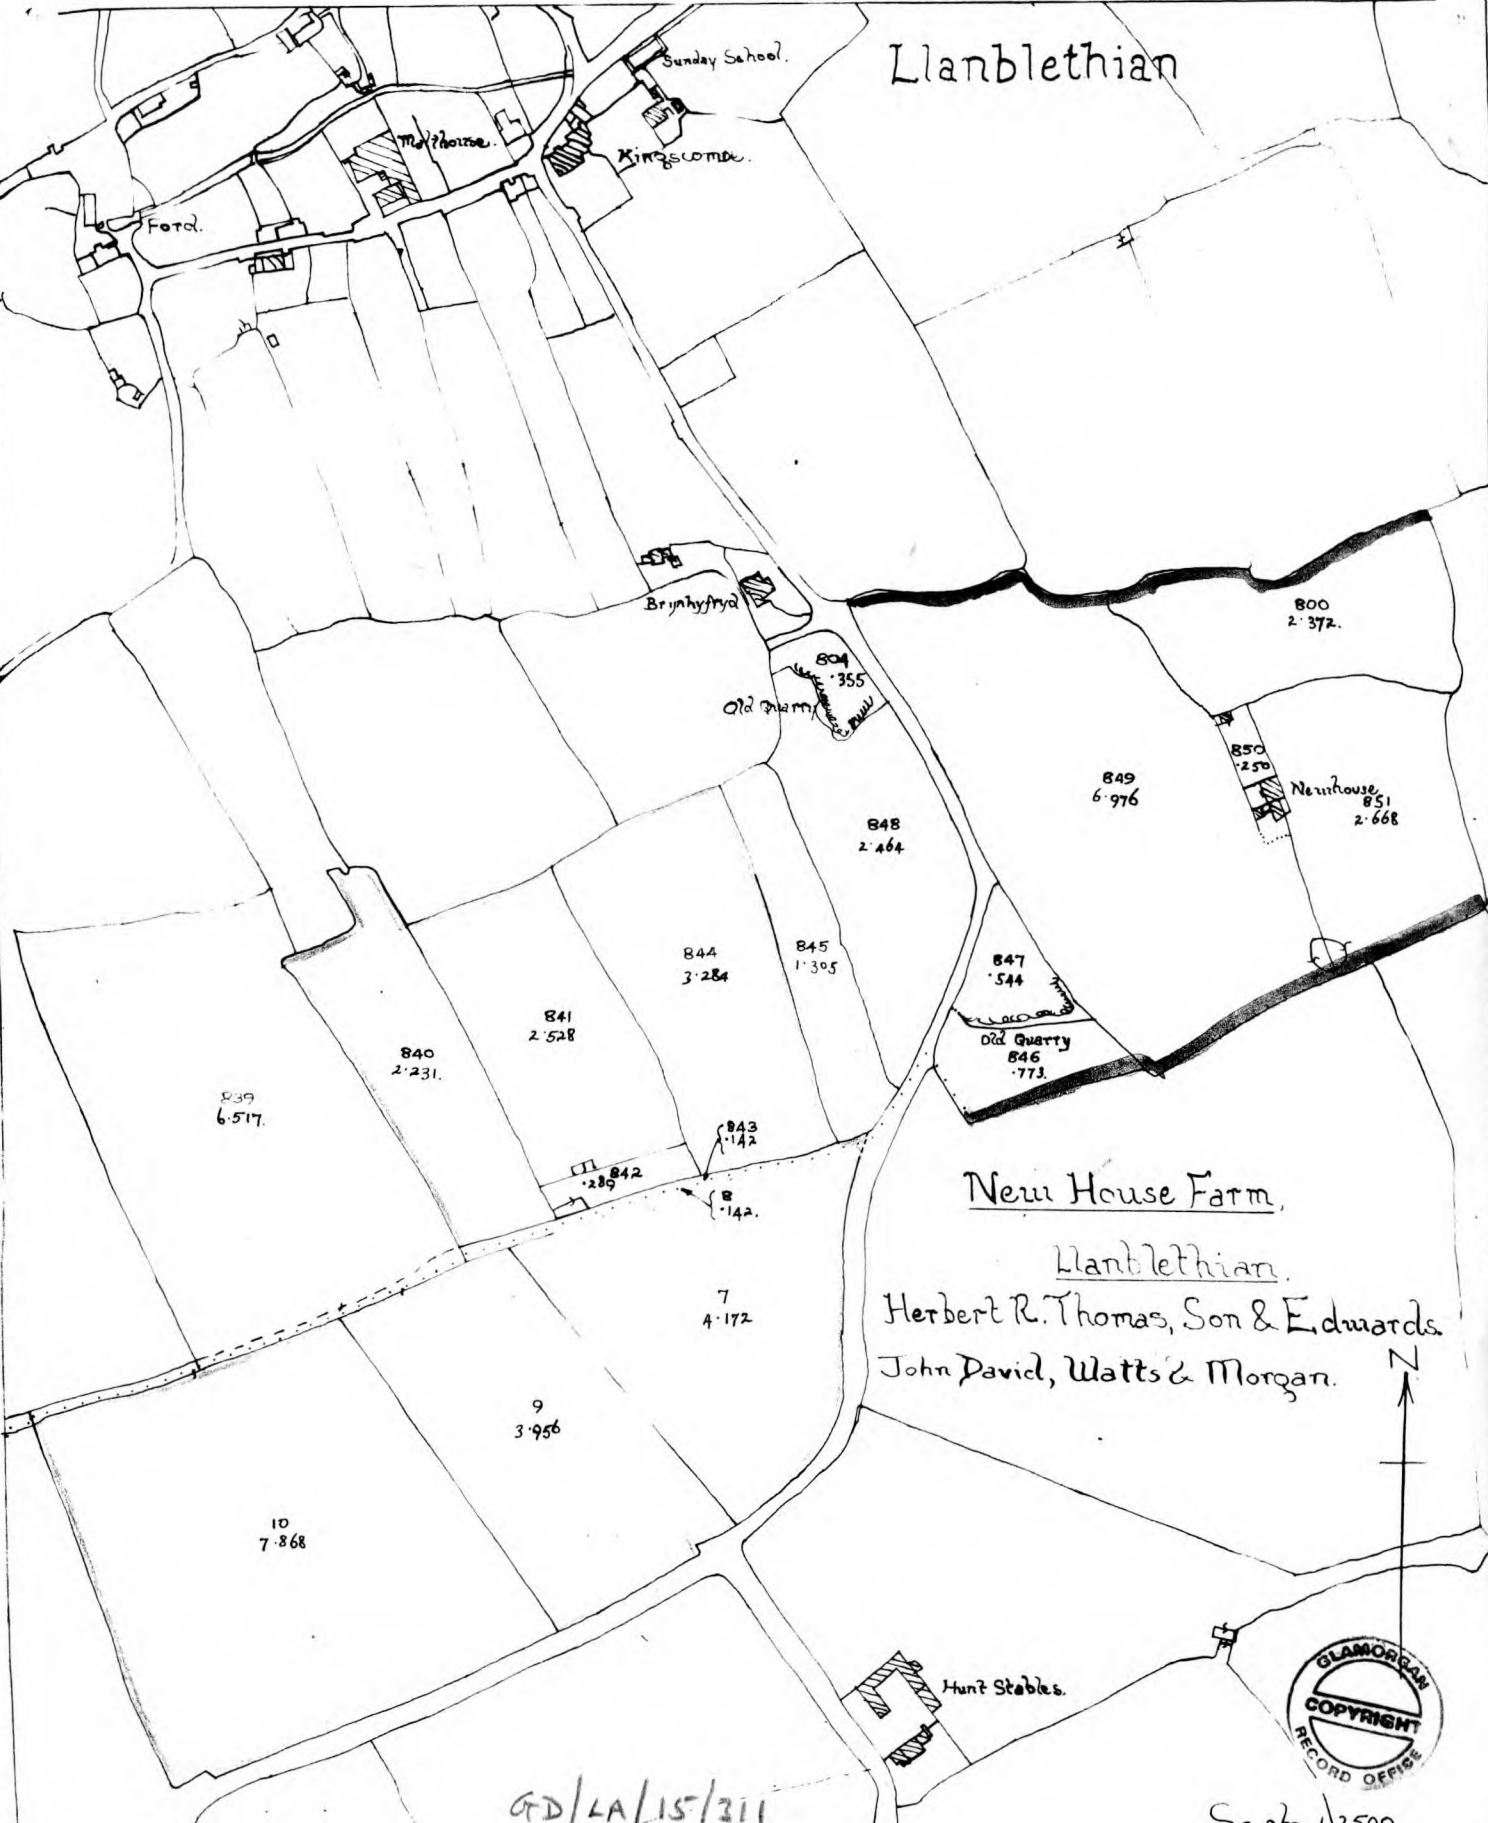 Llanblethian
Sunday School.
Malthouse.
Kingscombe.
Ford.
Brynhyfryd
800
2·372.
804
·355
Old Quarry
850
·250
849
6·976
Newhouse
851
2·668
848
2·464
844
3·284
845
1·305
847
·544
841
2·528
Old Quarry
846
·773.
840
2·231.
839
6·517.
843
·142
842
·289
8
·142.
New House Farm,
Llanblethian.
7
4·172
Herbert R. Thomas, Son & Edwards.
John David, Watts & Morgan.
N
9
3·956
10
7·868
Hunt Stables.
GLAMORGAN
COPYRIGHT
RECORD OFFICE
GD/LA/15/311
1/2500